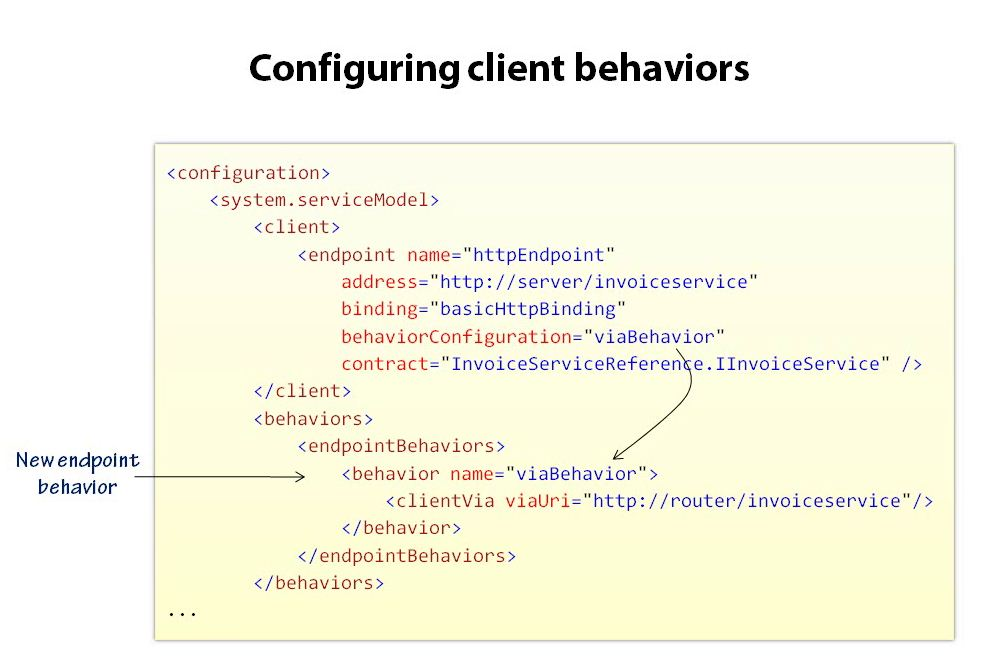 Configuring client behaviors
<configuration>
<system.serviceModel>
<client>
<endpoint name="httpEndpoint"
address="http://server/invoiceservice"
binding="basicHttpBinding"
behaviorConfiguration="viaBehavior"
contract="InvoiceServiceReference.IInvoiceService" />
</client>
<behaviors>
<endpointBehaviors>
New endpoint
behavior
<behavior name="viaBehavior">
<clientVia viaUri="http://router/invoiceservice"/>
</behavior>
</endpointBehaviors>
</behaviors>
...